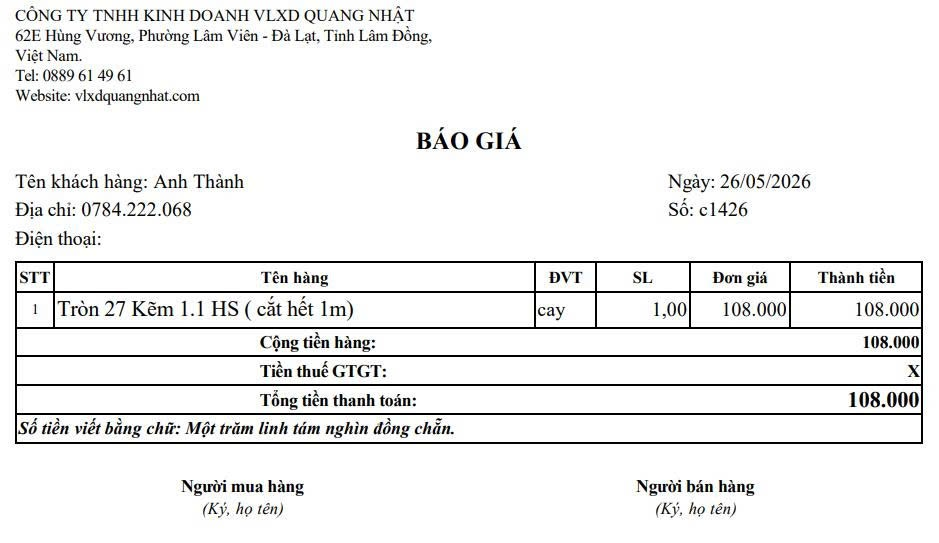 CÔNG TY TNHH KINH DOANH VLXD QUANG NHẬT
62E Hùng Vương, Phường Lâm Viên - Đà Lạt, Tỉnh Lâm Đồng,
Việt Nam.
Tel: 0889 61 49 61
Website: vlxdquangnhat.com
BÁO GIÁ
Tên khách hàng: Anh Thành Ngày: 26/05/2026
Địa chỉ: 0784.222.068 Số: c1426
Điện thoại:
STT Tên hàng ĐVT SL Đơn giá Thành tiền
1 Tròn 27 Kẽm 1.1 HS ( cắt hết 1m) cay 1,00 108.000 108.000
Cộng tiền hàng: 108.000
Tiền thuế GTGT: X
Tổng tiền thanh toán: 108.000
Số tiền viết bằng chữ: Một trăm linh tám nghìn đồng chẵn.
Người mua hàng Người bán hàng
(Ký, họ tên) (Ký, họ tên)